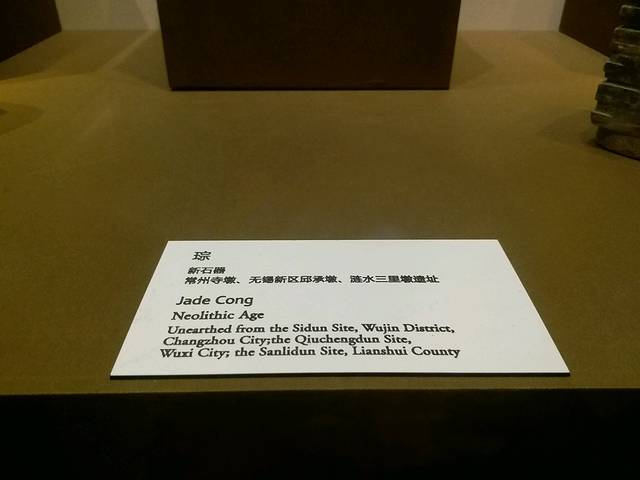 琮
新石器
常州寺墩、无锡新区邱承墩、涟水三里墩遗址
Jade Cong
Neolithic Age
Unearthed from the Sidun Site, Wujin District,
Changzhou City;the Qiuchengdun Site,
Wuxi City; the Sanlidun Site, Lianshui County